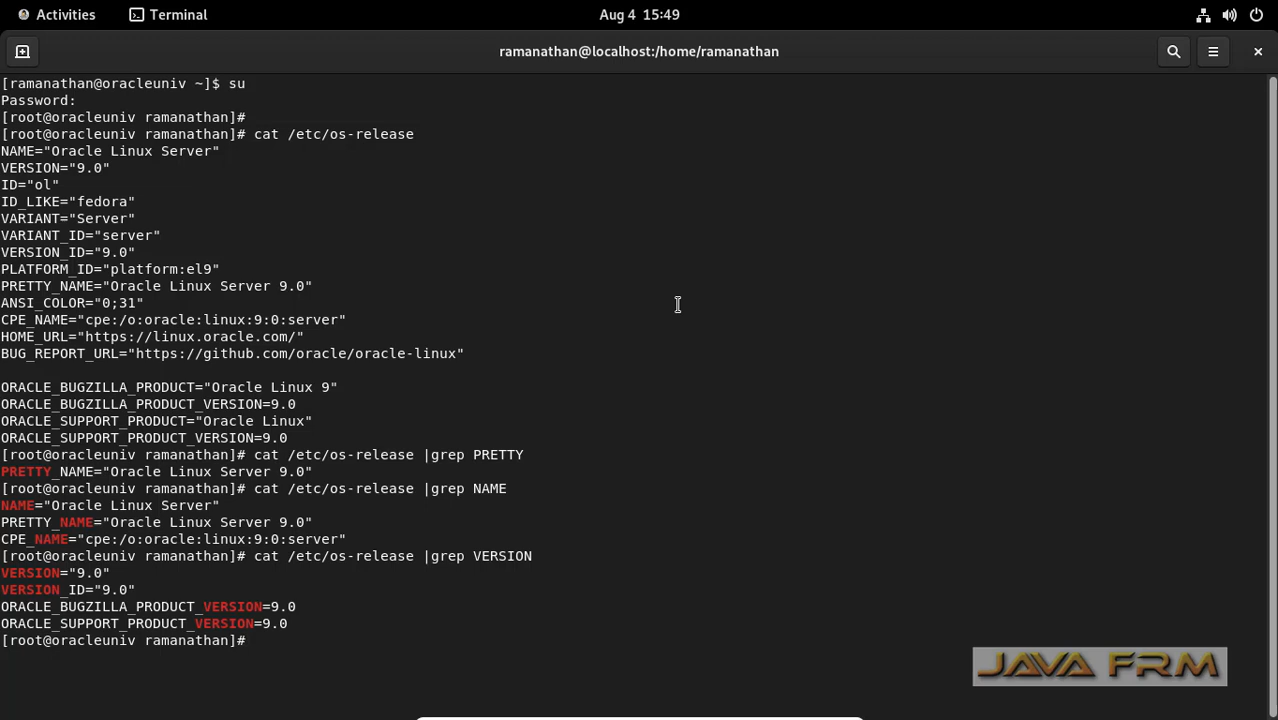 Activities
Terminal
Aug 4 15:49
ramanathan@localhost:/home/ramanathan
[ramanathan@oracleuniv ~]$ su
Password:
[root@oracleuniv ramanathan]#
[root@oracleuniv ramanathan]# cat /etc/os-release
NAME="Oracle Linux Server"
VERSION="9.0"
ID="ol"
ID_LIKE="fedora"
VARIANT="Server"
VARIANT_ID="server"
VERSION_ID="9.0"
PLATFORM_ID="platform:el9"
PRETTY_NAME="Oracle Linux Server 9.0"
ANSI_COLOR="0;31"
CPE_NAME="cpe:/o:oracle:linux:9:0:server"
HOME_URL="https://linux.oracle.com/"
BUG_REPORT_URL="https://github.com/oracle/oracle-linux"
ORACLE_BUGZILLA_PRODUCT="Oracle Linux 9"
ORACLE_BUGZILLA_PRODUCT_VERSION=9.0
ORACLE_SUPPORT_PRODUCT="Oracle Linux"
ORACLE_SUPPORT_PRODUCT_VERSION=9.0
[root@oracleuniv ramanathan]# cat /etc/os-release |grep PRETTY
PRETTY_NAME="Oracle Linux Server 9.0"
[root@oracleuniv ramanathan]# cat /etc/os-release |grep NAME
NAME="Oracle Linux Server"
PRETTY_NAME="Oracle Linux Server 9.0"
CPE_NAME="cpe:/o:oracle:linux:9:0:server"
[root@oracleuniv ramanathan]# cat /etc/os-release |grep VERSION
VERSION="9.0"
VERSION_ID="9.0"
ORACLE_BUGZILLA_PRODUCT_VERSION=9.0
ORACLE_SUPPORT_PRODUCT_VERSION=9.0
[root@oracleuniv ramanathan]#
JAVA FRM